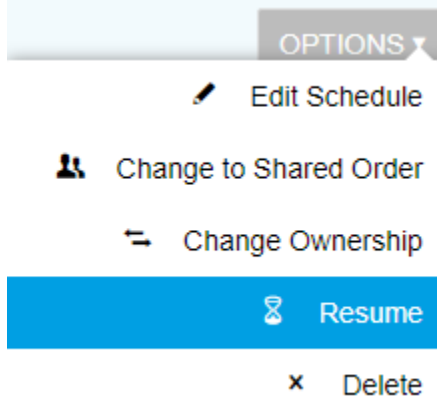 OPTIONS ▾
Edit Schedule
Change to Shared Order
Change Ownership
Resume
Delete